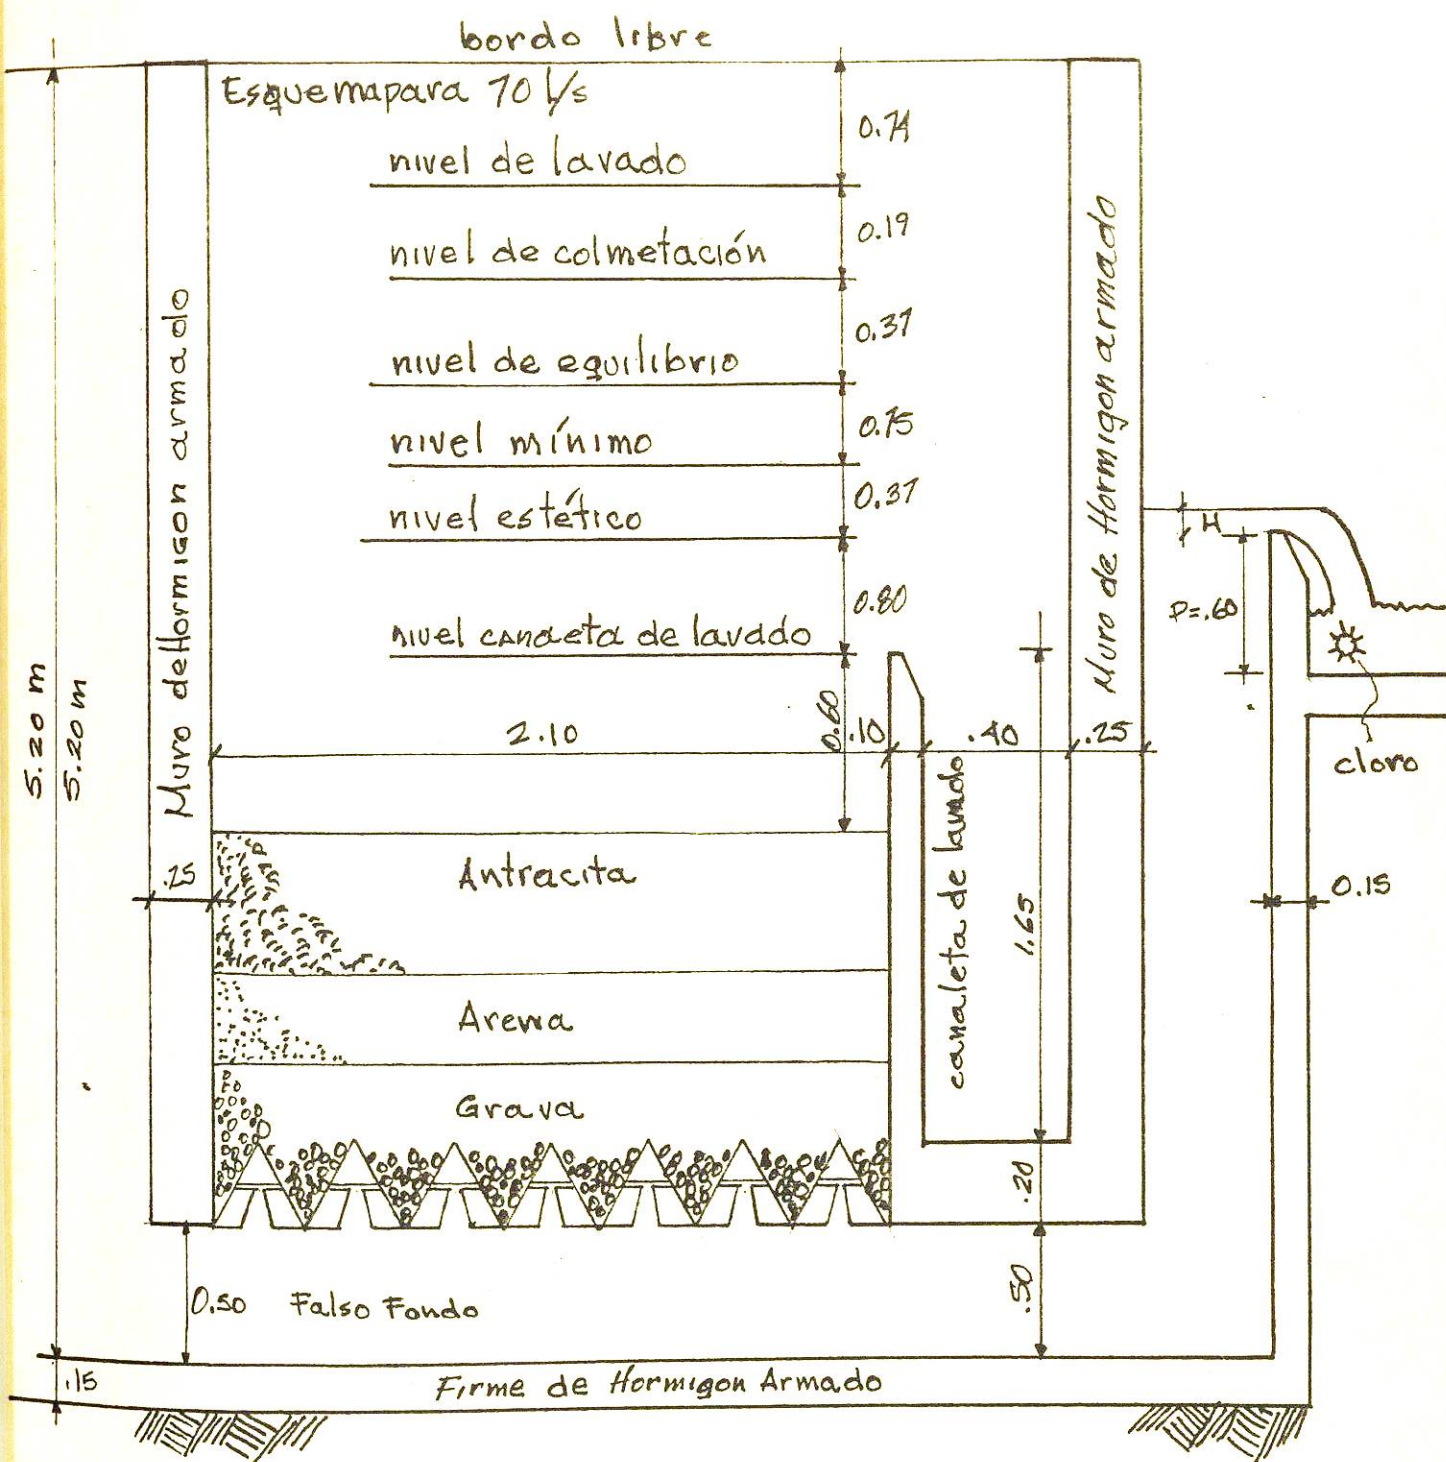 bordo libre
Esquemapara 70 l/s
0.74
nivel de lavado
0.19
nivel de colmetación
0.37
nivel de equilibrio
0.75
nivel mínimo
0.37
nivel estético
0.80
nivel canaleta de lavado
Muro deHormigon armado
Muro de Hormigon armado
H
P=.60
cloro
5.20 m
5.20 m
2.10
0.60
.10
.40
.25
.25
Antracita
canaleta de lavado
1.65
0.15
Arena
Grava
.20
0.50 Falso Fondo
.50
.15
Firme de Hormigon Armado